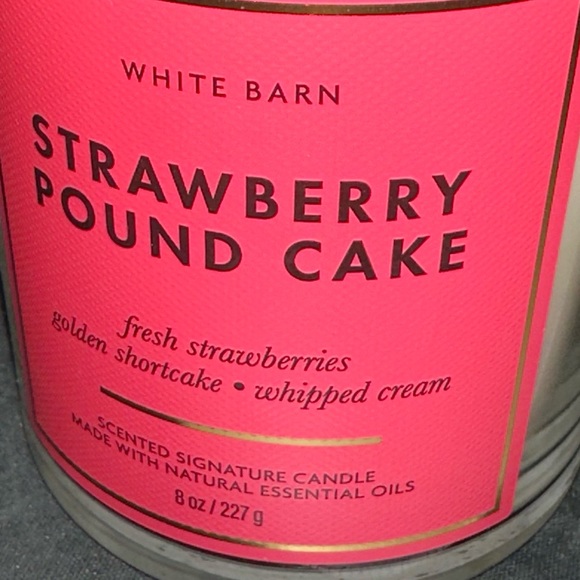 WHITE BARN
STRAWBERRY
POUND CAKE
fresh strawberries
golden shortcake • whipped cream
SCENTED SIGNATURE CANDLE
MADE WITH NATURAL ESSENTIAL OILS
8 oz / 227 g